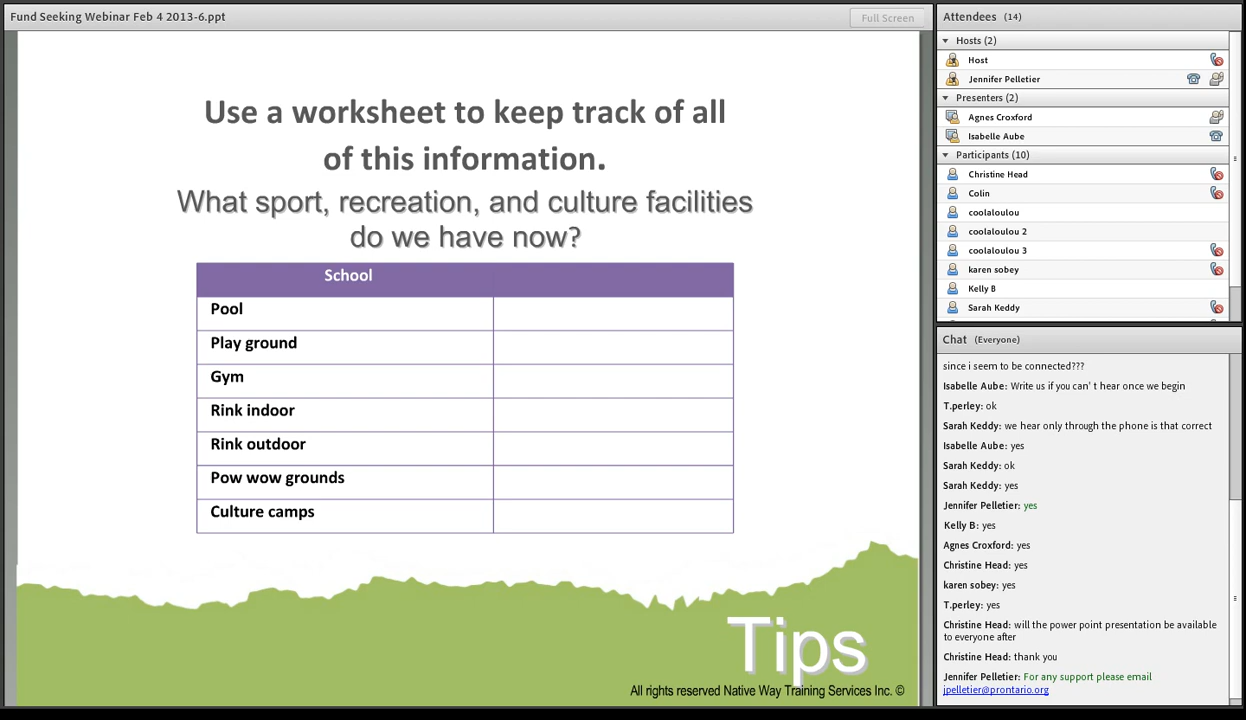 Fund Seeking Webinar Feb 4 2013-6.ppt
Full Screen
Use a worksheet to keep track of all
of this information.
What sport, recreation, and culture facilities
do we have now?
School
Pool
Play ground
Gym
Rink indoor
Rink outdoor
Pow wow grounds
Culture camps
Tips
All rights reserved Native Way Training Services Inc. ©
Attendees (14)
Hosts (2)
Host
Jennifer Pelletier
Presenters (2)
Agnes Croxford
Isabelle Aube
Participants (10)
Christine Head
Colin
coolaloulou
coolaloulou 2
coolaloulou 3
karen sobey
Kelly B
Sarah Keddy
Chat (Everyone)
since i seem to be connected???
Isabelle Aube: Write us if you can' t hear once we begin
T.perley: ok
Sarah Keddy: we hear only through the phone is that correct
Isabelle Aube: yes
Sarah Keddy: ok
Sarah Keddy: yes
Jennifer Pelletier: yes
Kelly B: yes
Agnes Croxford: yes
Christine Head: yes
karen sobey: yes
T.perley: yes
Christine Head: will the power point presentation be available
to everyone after
Christine Head: thank you
Jennifer Pelletier: For any support please email
jpelletier@prontario.org